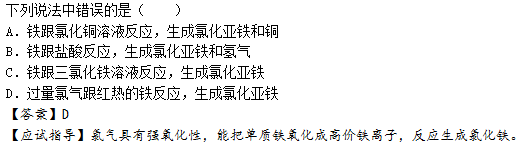 下列说法中错误的是（    ）
A．铁跟氯化铜溶液反应，生成氯化亚铁和铜
B．铁跟盐酸反应，生成氯化亚铁和氢气
C．铁跟三氯化铁溶液反应，生成氯化亚铁
D．过量氯气跟红热的铁反应，生成氯化亚铁
【答案】D
【应试指导】氯气具有强氧化性，能把单质铁氧化成高价铁离子，反应生成氯化铁。